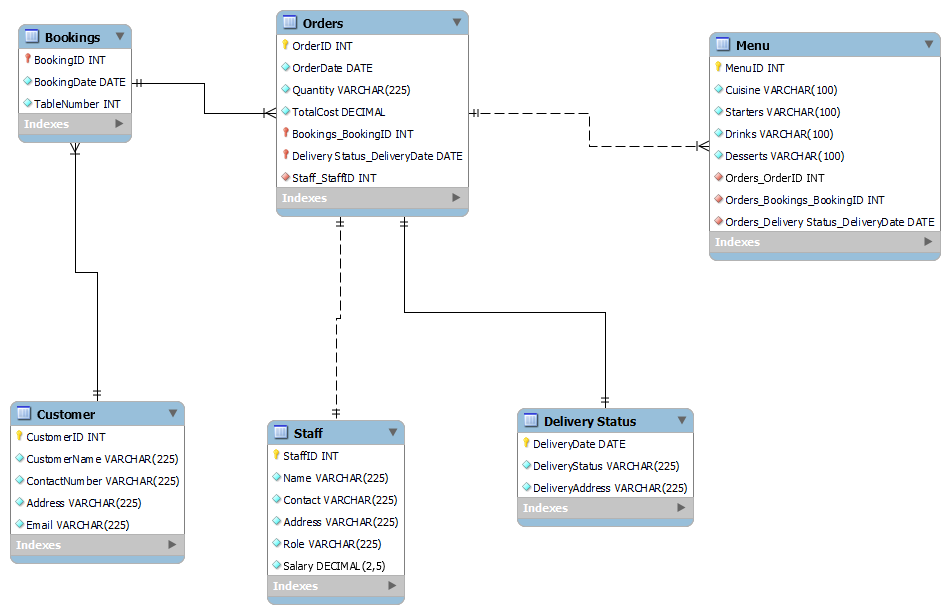 Bookings
BookingID INT
BookingDate DATE
TableNumber INT
Indexes
Orders
OrderID INT
OrderDate DATE
Quantity VARCHAR(225)
TotalCost DECIMAL
Bookings_BookingID INT
Delivery Status_DeliveryDate DATE
Staff_StaffID INT
Indexes
Menu
MenuID INT
Cuisine VARCHAR(100)
Starters VARCHAR(100)
Drinks VARCHAR(100)
Desserts VARCHAR(100)
Orders_OrderID INT
Orders_Bookings_BookingID INT
Orders_Delivery Status_DeliveryDate DATE
Indexes
Customer
CustomerID INT
CustomerName VARCHAR(225)
ContactNumber VARCHAR(225)
Address VARCHAR(225)
Email VARCHAR(225)
Indexes
Staff
StaffID INT
Name VARCHAR(225)
Contact VARCHAR(225)
Address VARCHAR(225)
Role VARCHAR(225)
Salary DECIMAL(2,5)
Indexes
Delivery Status
DeliveryDate DATE
DeliveryStatus VARCHAR(225)
DeliveryAddress VARCHAR(225)
Indexes